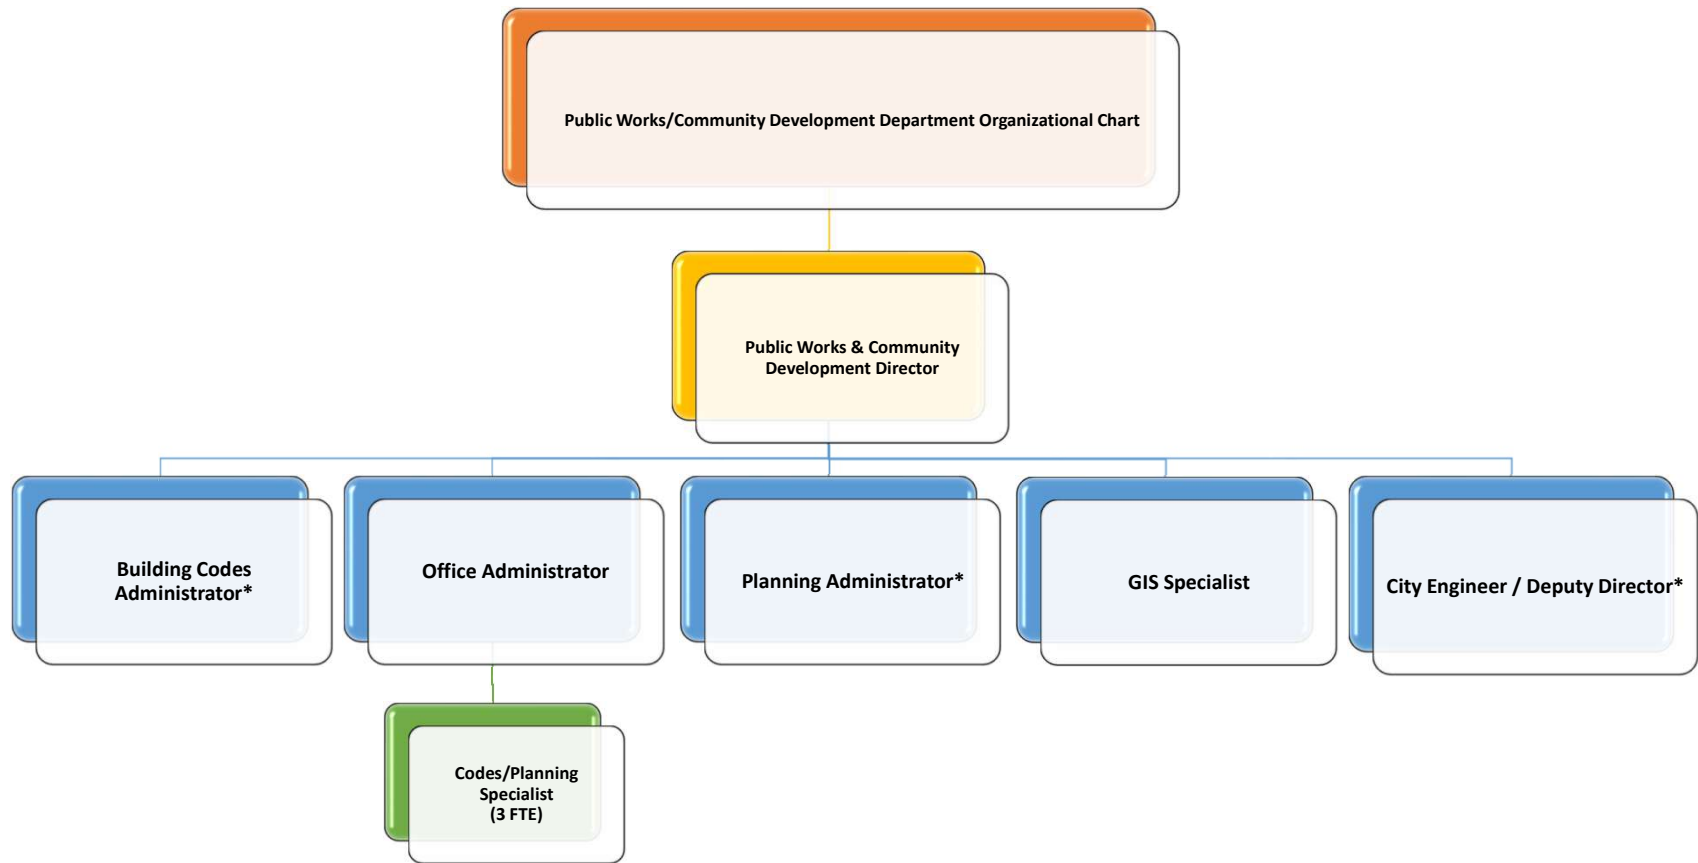 Public Works/Community Development Department Organizational Chart
Public Works & Community
Development Director
Building Codes
Administrator*
Office Administrator
Planning Administrator*
GIS Specialist
City Engineer / Deputy Director*
Codes/Planning
Specialist
(3 FTE)